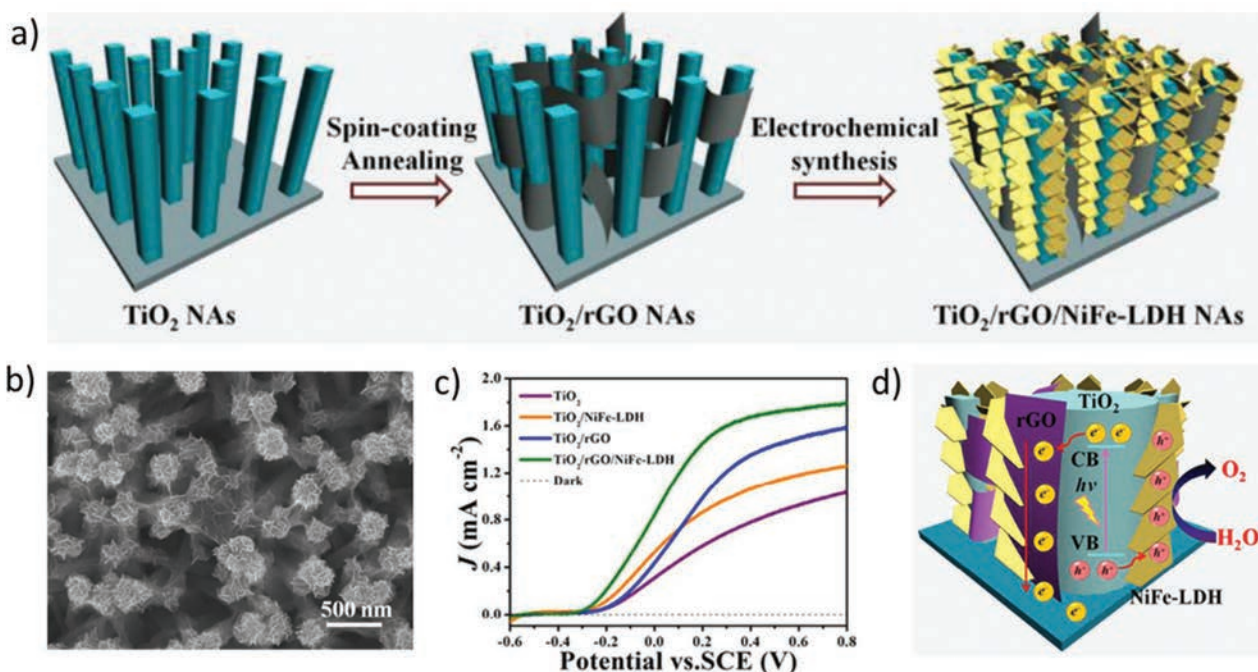 a)
Spin-coating
Annealing
Electrochemical
synthesis
TiO₂ NAs
TiO₂/rGO NAs
TiO₂/rGO/NiFe-LDH NAs
b)
500 nm
c)
J (mA cm⁻²)
2.0
1.6
1.2
0.8
0.4
0.0
TiO₂
TiO₂/NiFe-LDH
TiO₂/rGO
TiO₂/rGO/NiFe-LDH
Dark
-0.6 -0.4 -0.2 0.0 0.2 0.4 0.6 0.8
Potential vs.SCE (V)
d)
TiO₂
rGO
e⁻ e⁻ h⁺
e⁻ CB
hν h⁺
e⁻
h⁺
e⁻ VB
h⁺ h⁺ h⁺
e⁻
e⁻
O₂
H₂O
NiFe-LDH